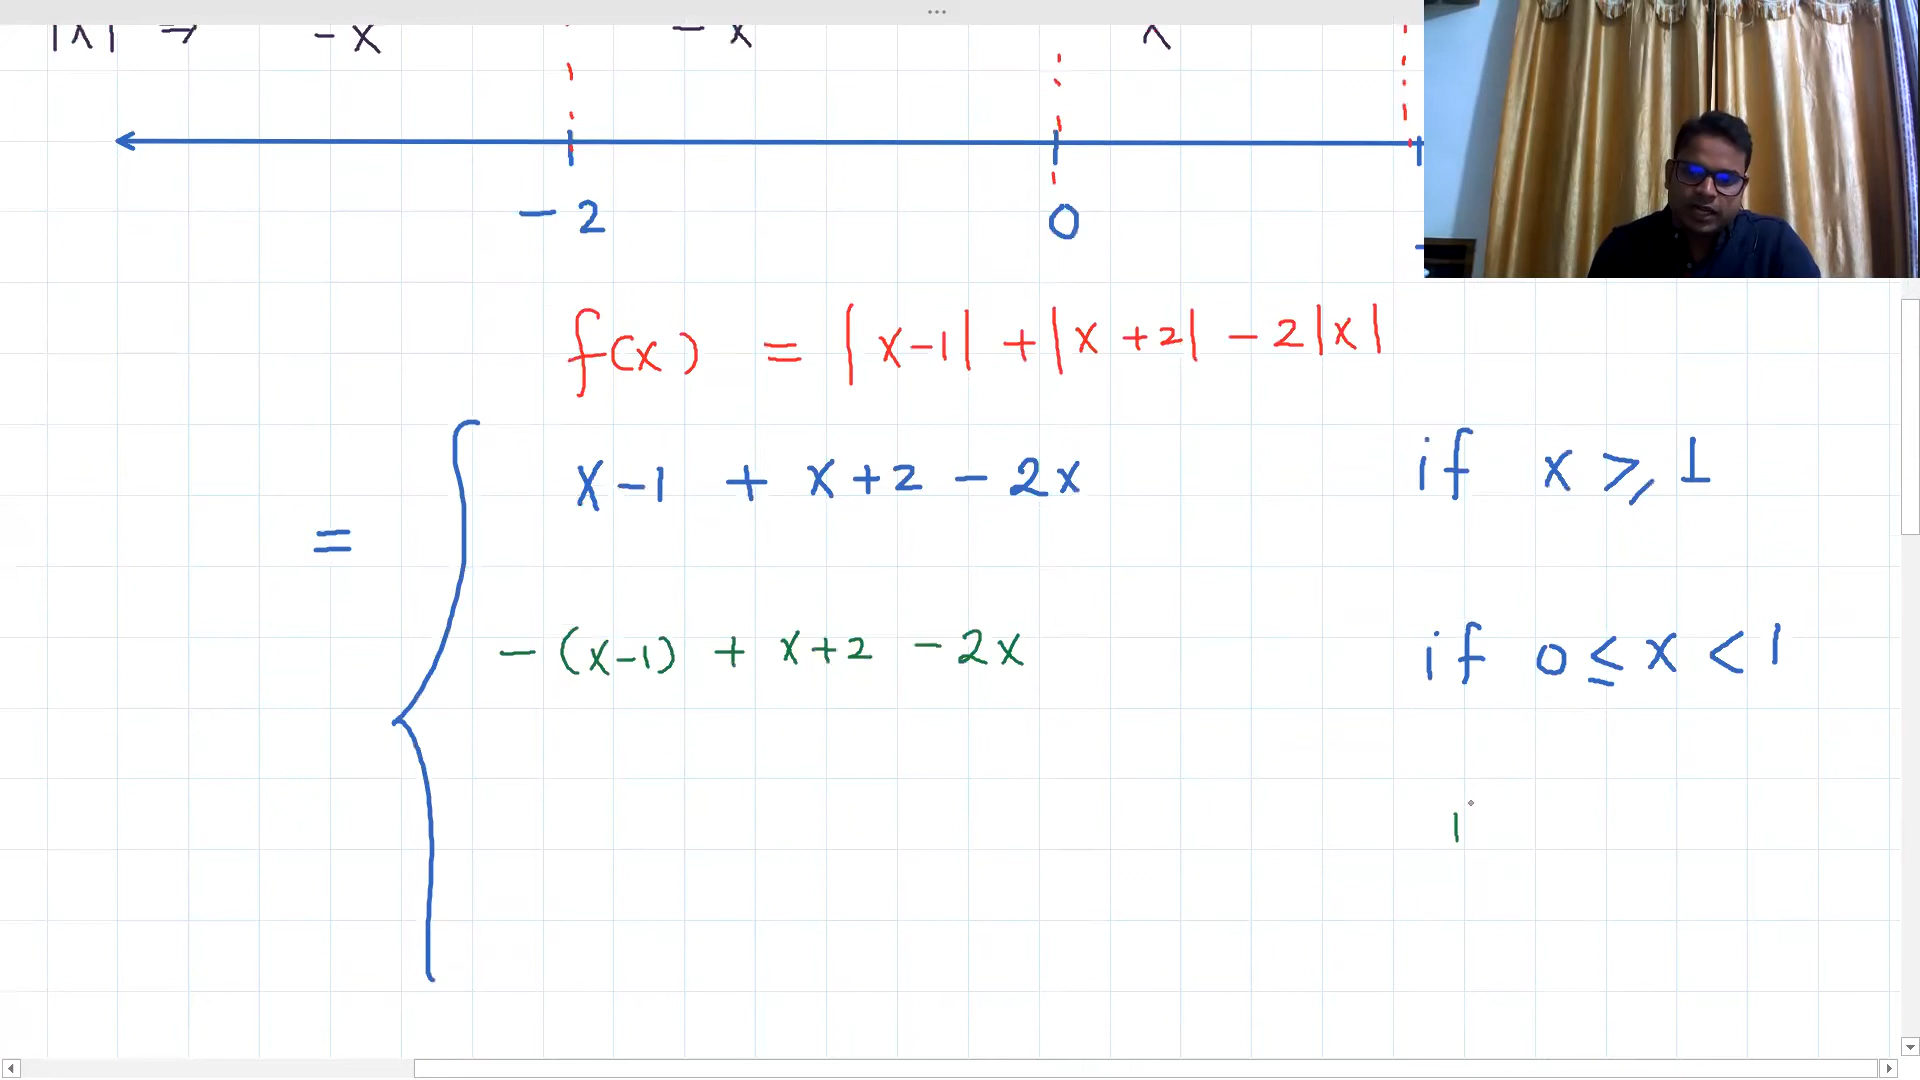 |x| → -x -x x
-2 0
f(x) = |x-1| + |x+2| - 2|x|
= { x-1 + x+2 - 2x if x ≥ 1
-(x-1) + x+2 - 2x if 0 ≤ x < 1